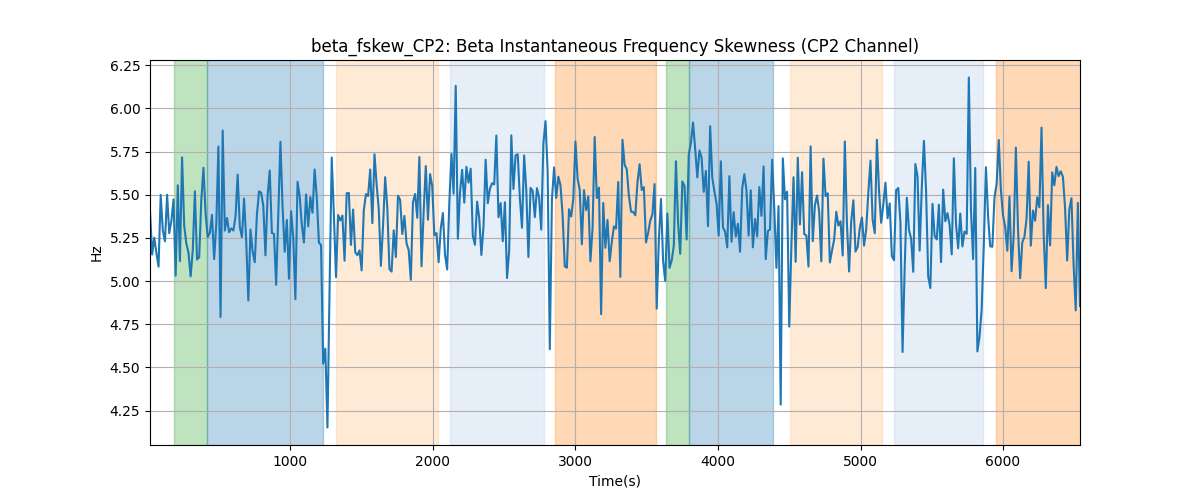 beta_fskew_CP2: Beta Instantaneous Frequency Skewness (CP2 Channel)
6.25
6.00
5.75
5.50
5.25
5.00
4.75
4.50
4.25
Hz
1000 2000 3000 4000 5000 6000
Time(s)